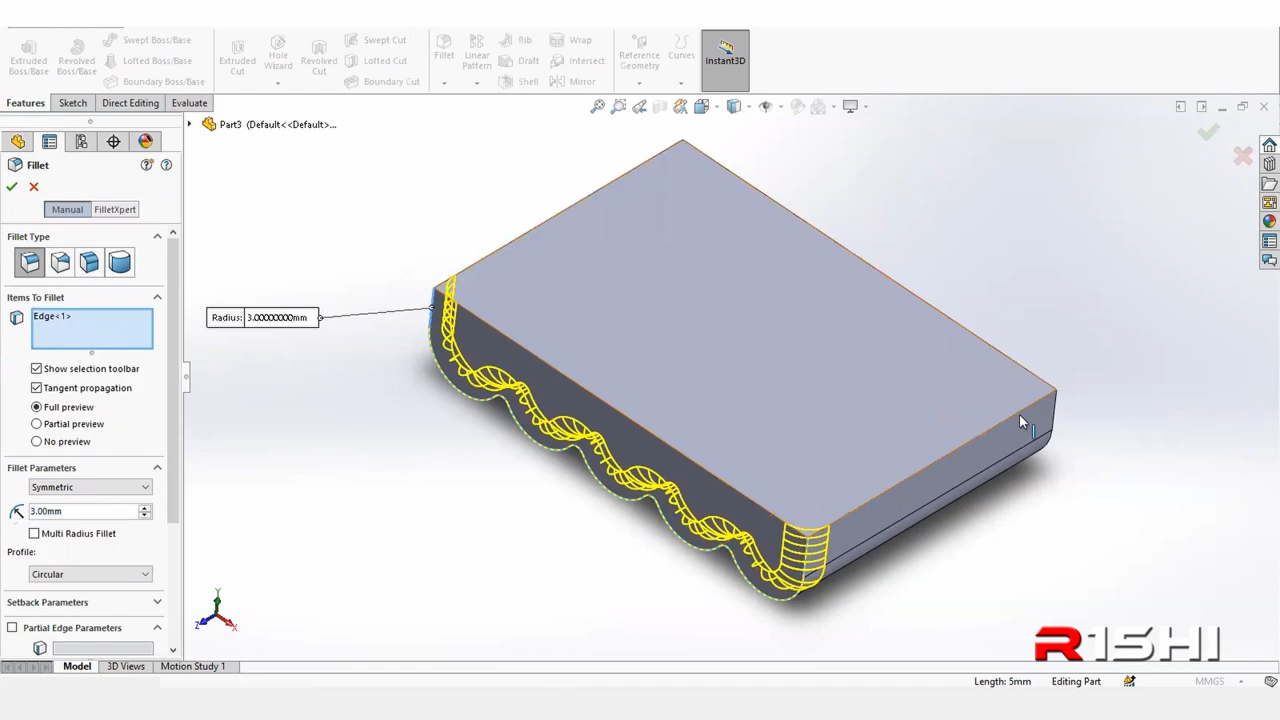 Extruded Boss/Base
Revolved Boss/Base
Swept Boss/Base
Lofted Boss/Base
Boundary Boss/Base
Extruded Cut
Hole Wizard
Revolved Cut
Swept Cut
Lofted Cut
Boundary Cut
Fillet
Linear Pattern
Rib
Draft
Shell
Wrap
Intersect
Mirror
Reference Geometry
Curves
Instant3D
Features
Sketch
Direct Editing
Evaluate
Part3 (Default<<Default>...
Fillet
Manual
FilletXpert
Fillet Type
Items To Fillet
Edge<1>
Show selection toolbar
Tangent propagation
Full preview
Partial preview
No preview
Fillet Parameters
Symmetric
3.00mm
Multi Radius Fillet
Profile:
Circular
Setback Parameters
Partial Edge Parameters
Radius: 3.00000000mm
Y
Z
X
R1SHI
Model
3D Views
Motion Study 1
Length: 5mm
Editing Part
MMGS